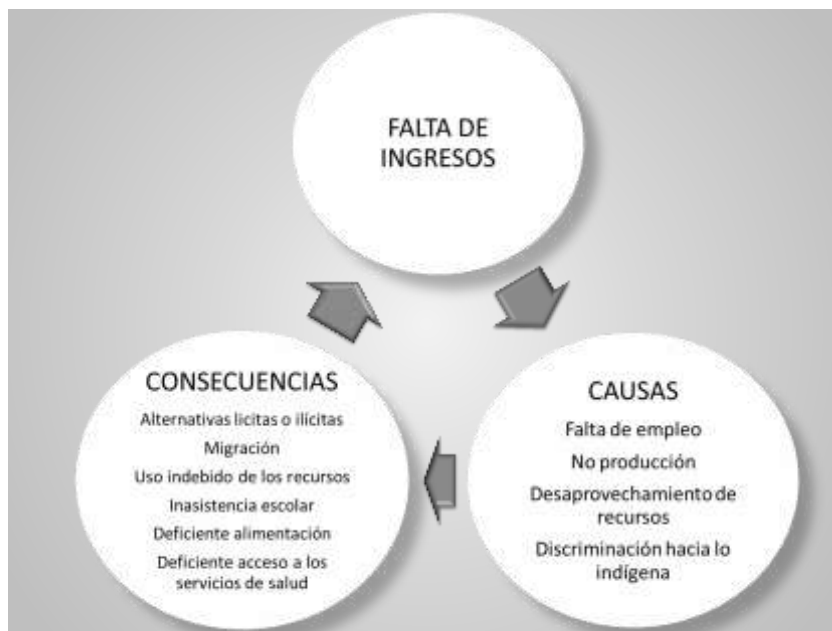 FALTA DE
INGRESOS
CONSECUENCIAS
Alternativas licitas o ilícitas
Migración
Uso indebido de los recursos
Inasistencia escolar
Deficiente alimentación
Deficiente acceso a los
servicios de salud
CAUSAS
Falta de empleo
No producción
Desaprovechamiento de
recursos
Discriminación hacia lo
indígena